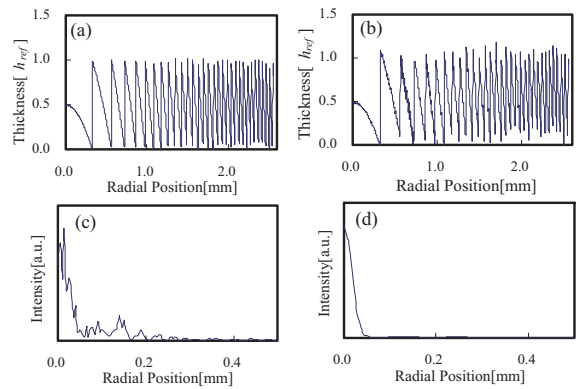 (a)
Thickness[ h_ref ]
1.5
1.0
0.5
0.0
0.0
1.0
2.0
Radial Position[mm]
(b)
Thickness[ h_ref ]
1.5
1.0
0.5
0.0
0.0
1.0
2.0
Radial Position[mm]
(c)
Intensity[a.u.]
0.0
0.2
0.4
Radial Position[mm]
(d)
Intensity[a.u.]
0.0
0.2
0.4
Radial Position[mm]